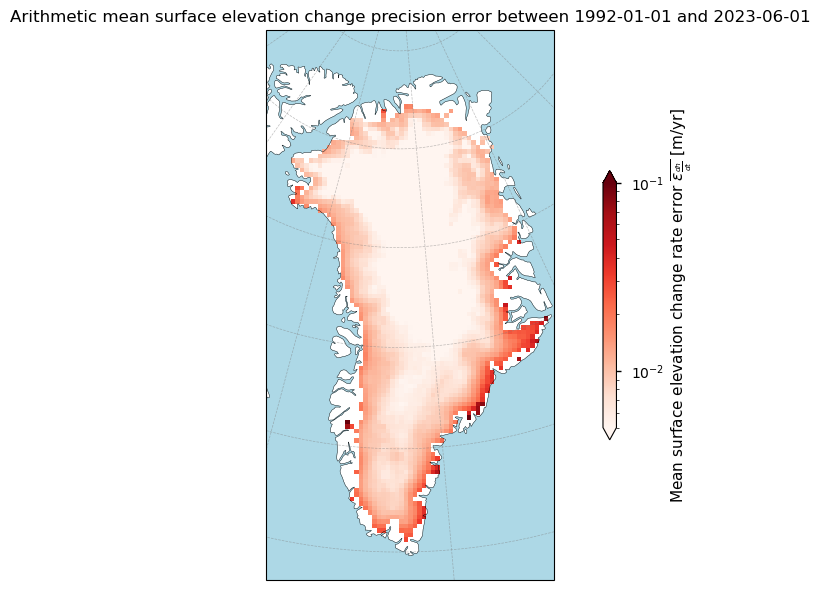 Arithmetic mean surface elevation change precision error between 1992-01-01 and 2023-06-01
10⁻¹
10⁻²
Mean surface elevation change rate error $\overline{\epsilon_{\frac{dh}{dt}}}$ [m/yr]